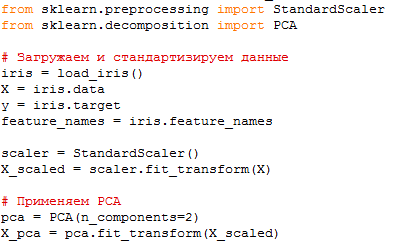 from sklearn.preprocessing import StandardScaler
from sklearn.decomposition import PCA
# Загружаем и стандартизируем данные
iris = load_iris()
X = iris.data
y = iris.target
feature_names = iris.feature_names
scaler = StandardScaler()
X_scaled = scaler.fit_transform(X)
# Применяем PCA
pca = PCA(n_components=2)
X_pca = pca.fit_transform(X_scaled)